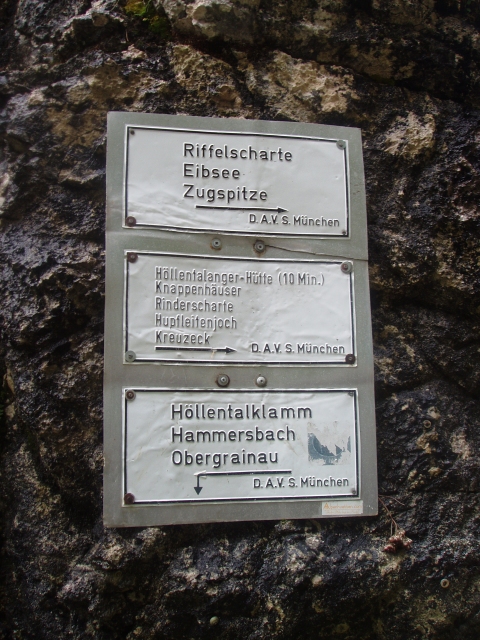 Riffelscharte
Eibsee
Zugspitze
D.A.V. S. München
Höllentalanger-Hütte (10 Min.)
Knappenhäuser
Rinderscharte
Hupfleitenjoch
Kreuzeck
D.A.V. S. München
Höllentalklamm
Hammersbach
Obergrainau
D.A.V. S. München